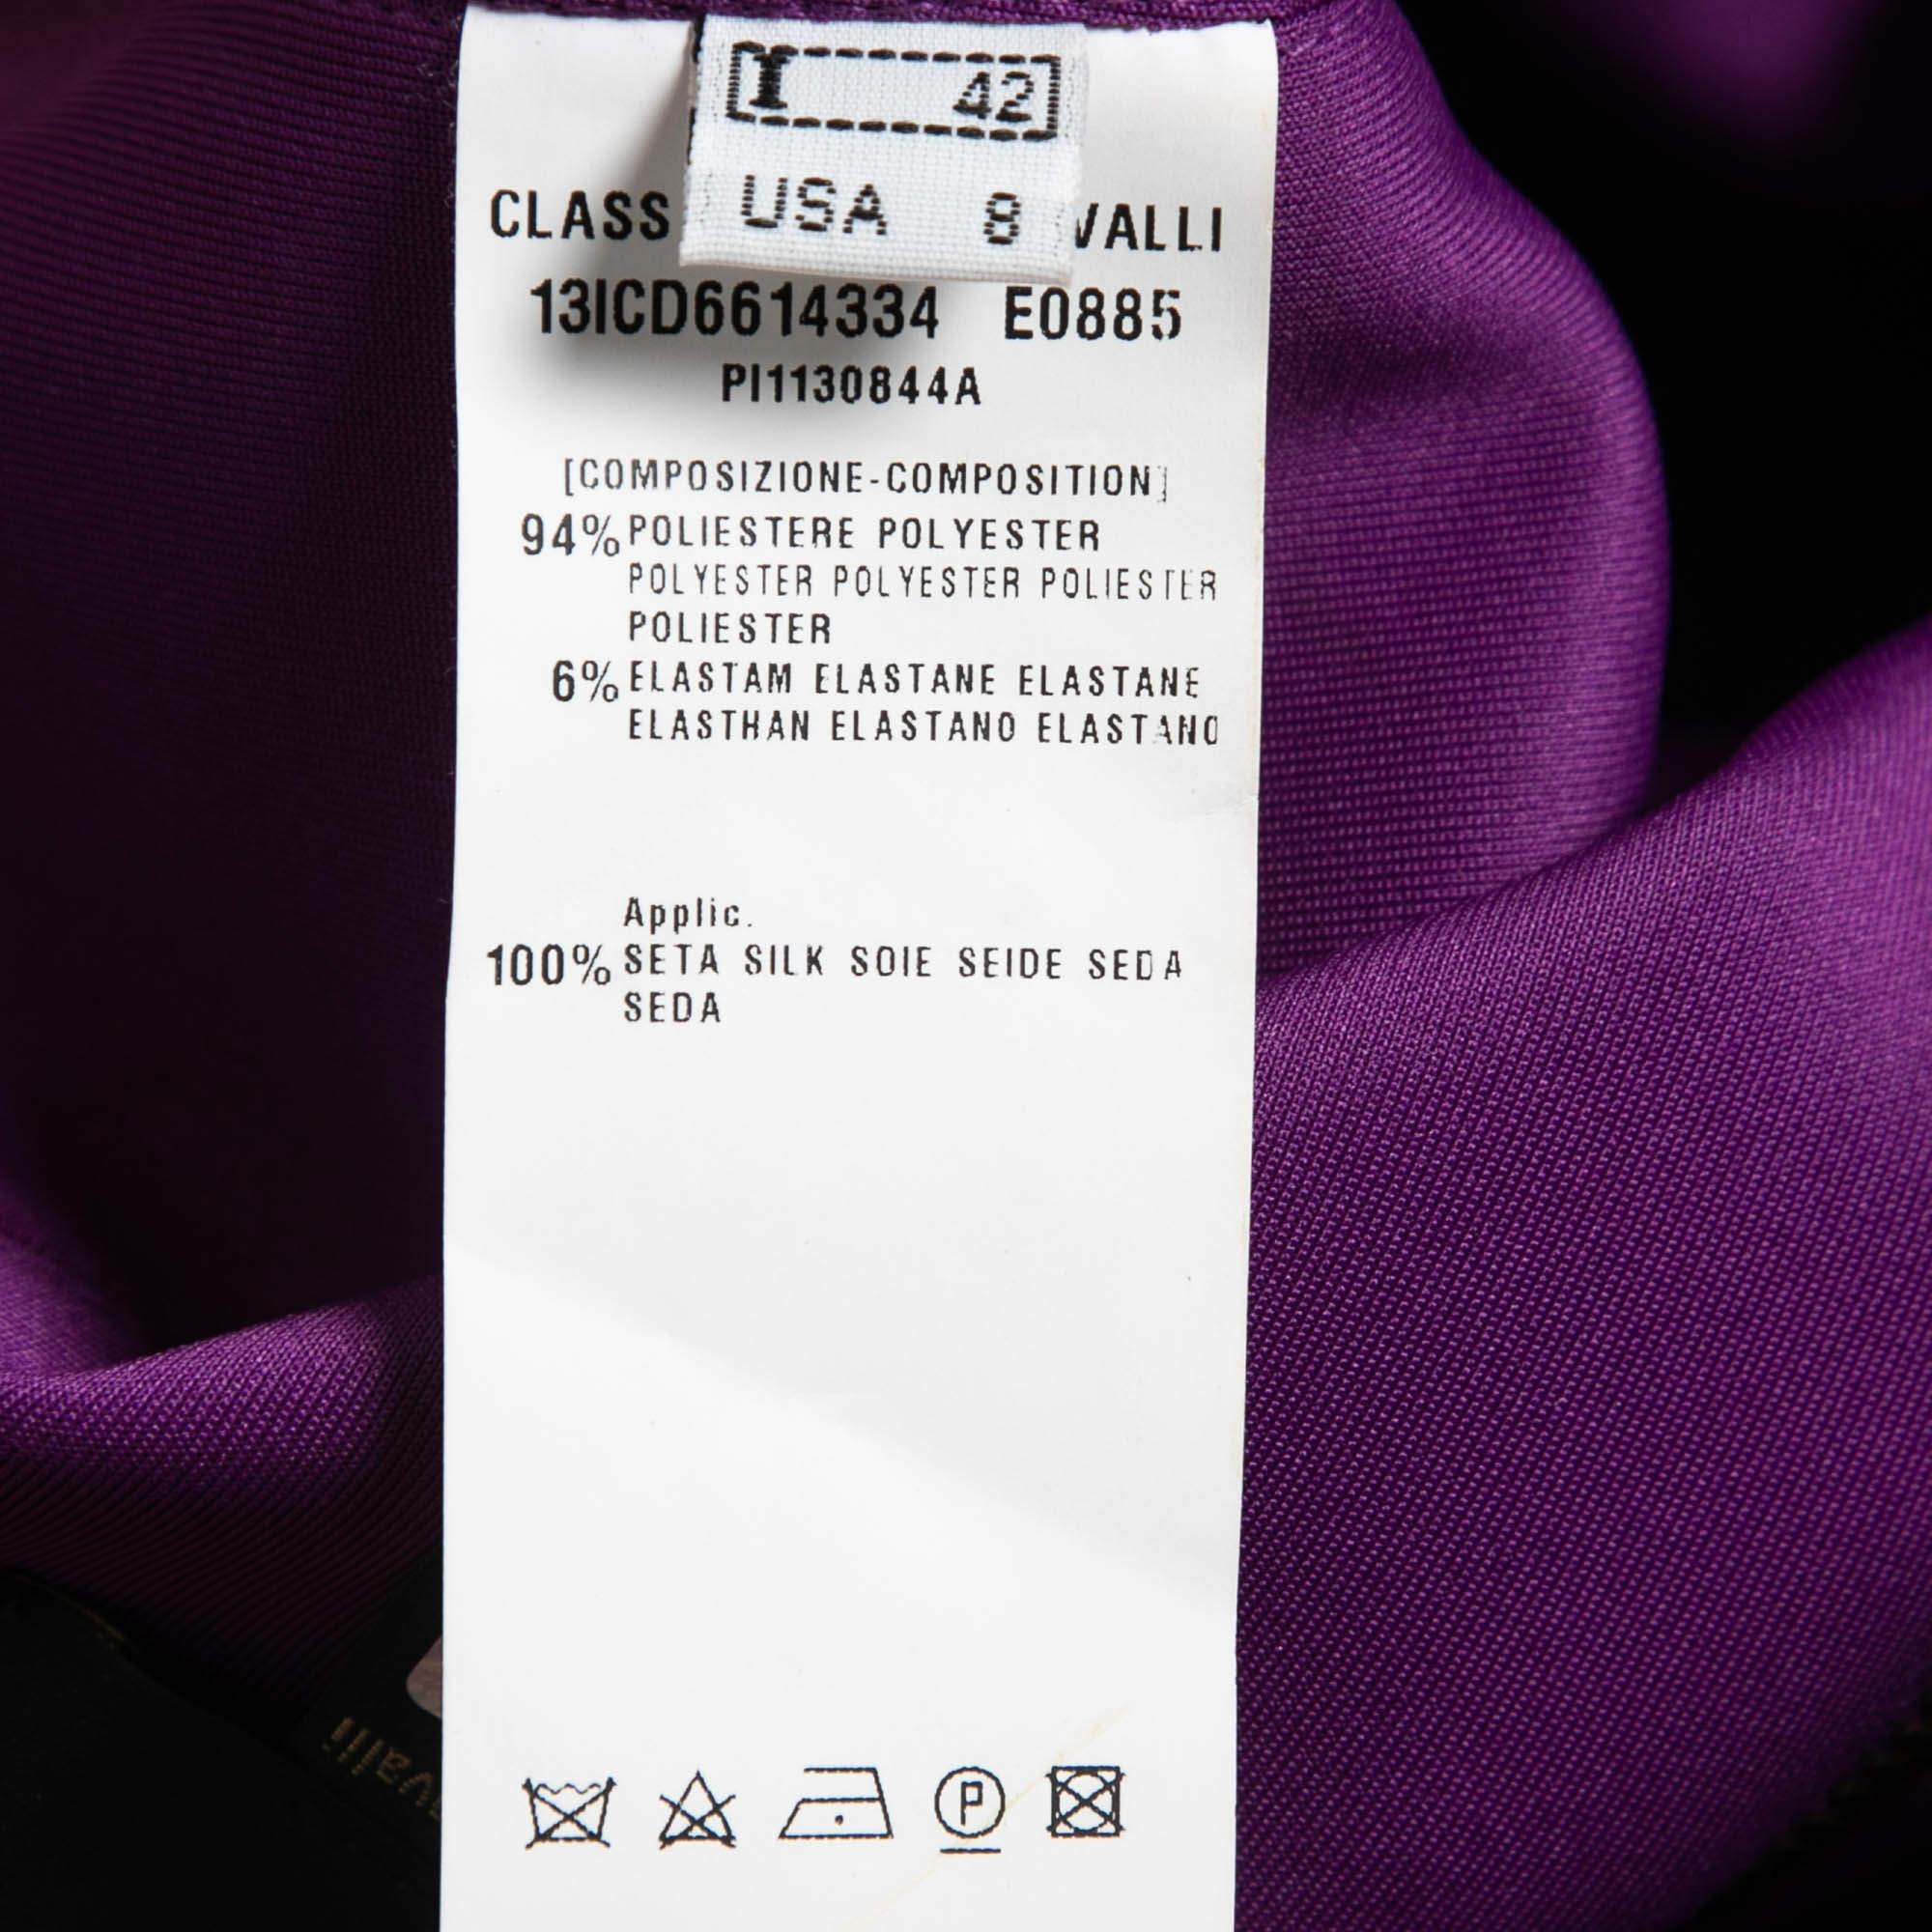 I 42
USA 8
CLASS VALLI
13ICD6614334 E0885
PI1130844A
[COMPOSIZIONE-COMPOSITION]
94% POLIESTERE POLYESTER
POLYESTER POLYESTER POLIESTER
POLIESTER
6% ELASTAM ELASTANE ELASTANE
ELASTHAN ELASTANO ELASTANO
Applic.
100% SETA SILK SOIE SEIDE SEDA
SEDA
P
valli